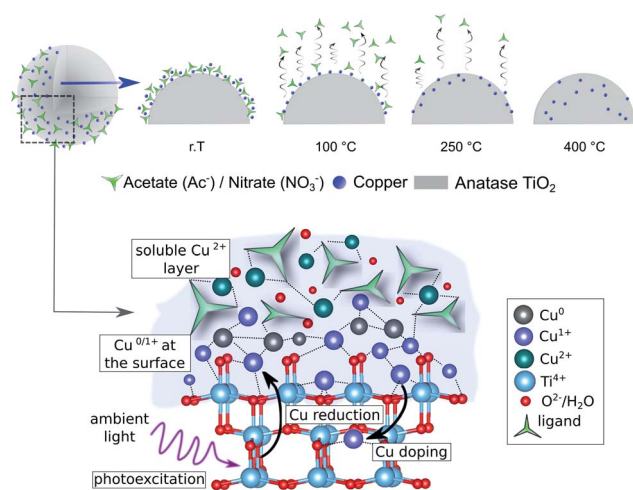 r.T
100 °C
250 °C
400 °C
Acetate (Ac⁻) / Nitrate (NO₃⁻)
Copper
Anatase TiO₂
soluble Cu²⁺
layer
Cu⁰/¹⁺ at
the surface
ambient
light
photoexcitation
Cu reduction
Cu doping
Cu⁰
Cu¹⁺
Cu²⁺
Ti⁴⁺
O²⁻/H₂O
ligand